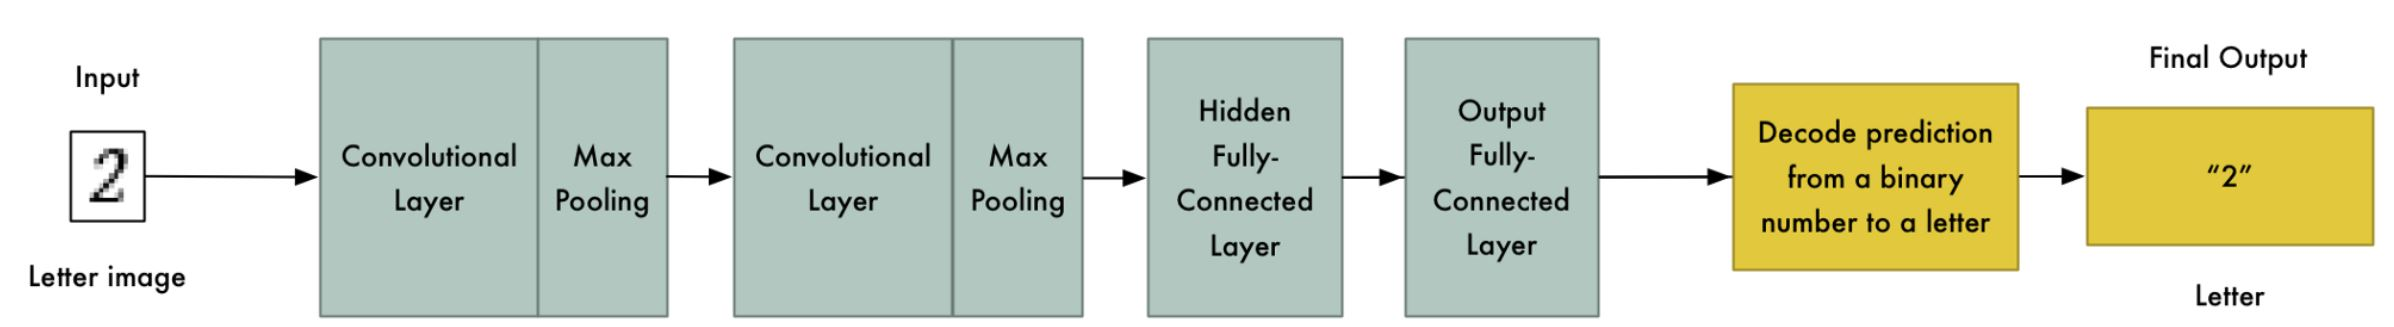 Input
2
Letter image
Convolutional
Layer
Max
Pooling
Convolutional
Layer
Max
Pooling
Hidden
Fully-
Connected
Layer
Output
Fully-
Connected
Layer
Decode prediction
from a binary
number to a letter
Final Output
“2”
Letter